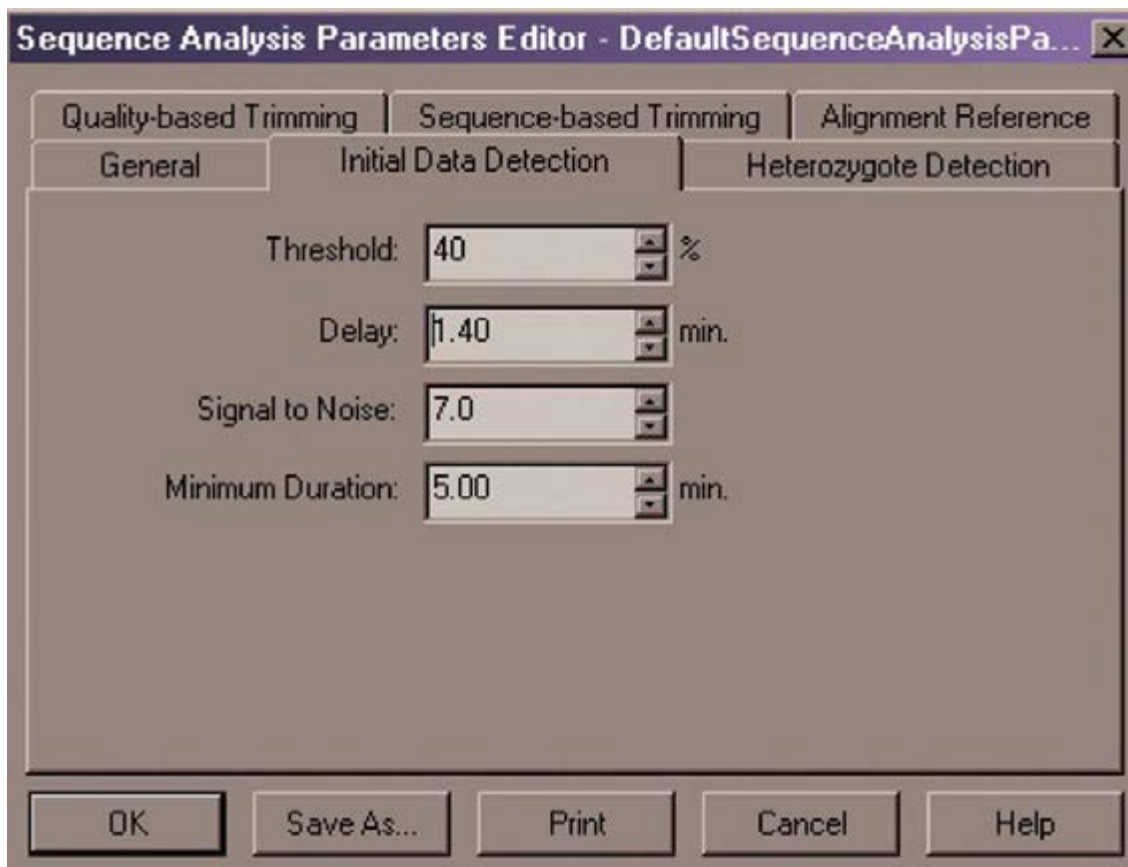 Sequence Analysis Parameters Editor - DefaultSequenceAnalysisPa...
Quality-based Trimming Sequence-based Trimming Alignment Reference
General Initial Data Detection Heterozygote Detection
Threshold: 40 %
Delay: 1.40 min.
Signal to Noise: 7.0
Minimum Duration: 5.00 min.
OK Save As... Print Cancel Help